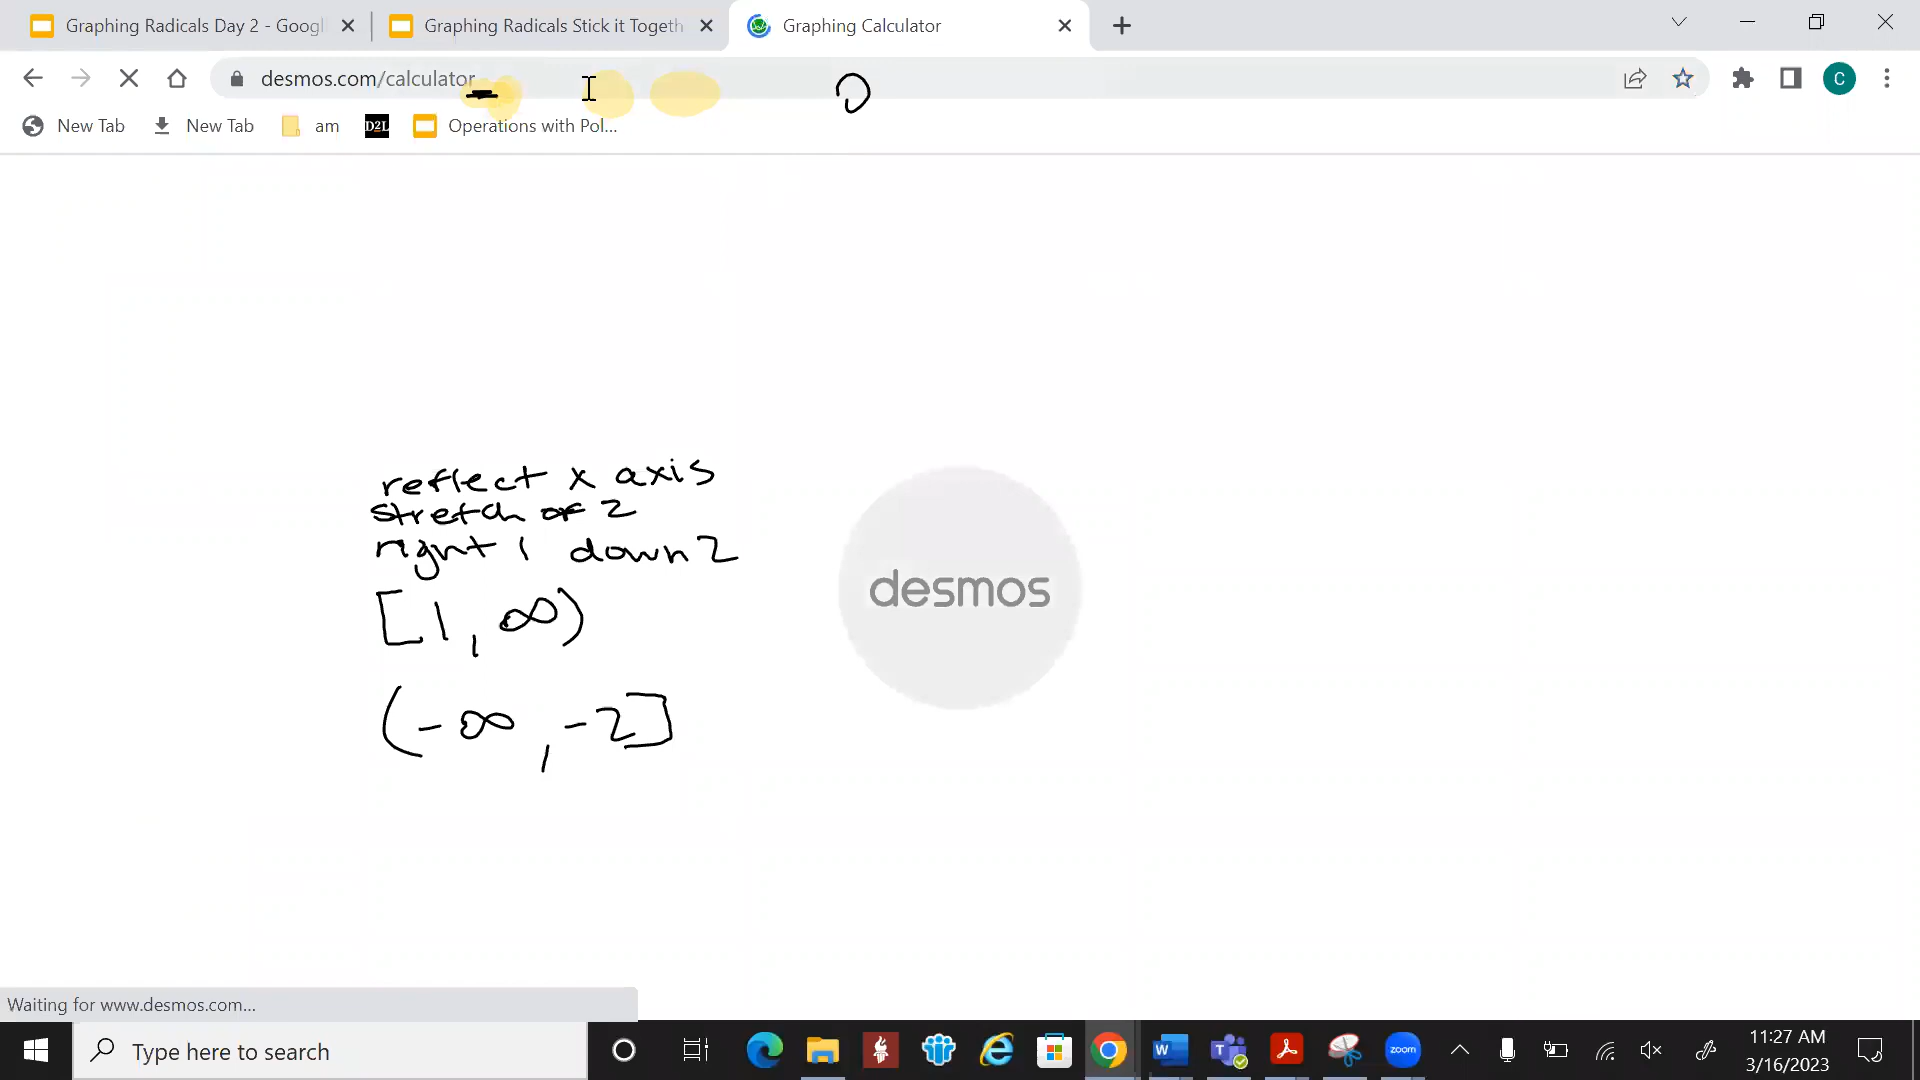 Graphing Radicals Day 2 - Googl
Graphing Radicals Stick it Togeth
Graphing Calculator
desmos.com/calculator
C
New Tab
New Tab
am
D2L
Operations with Pol...
reflect x axis
stretch of 2
right 1 down 2
[1, ∞)
(-∞, -2]
desmos
Waiting for www.desmos.com...
Type here to search
zoom
11:27 AM
3/16/2023